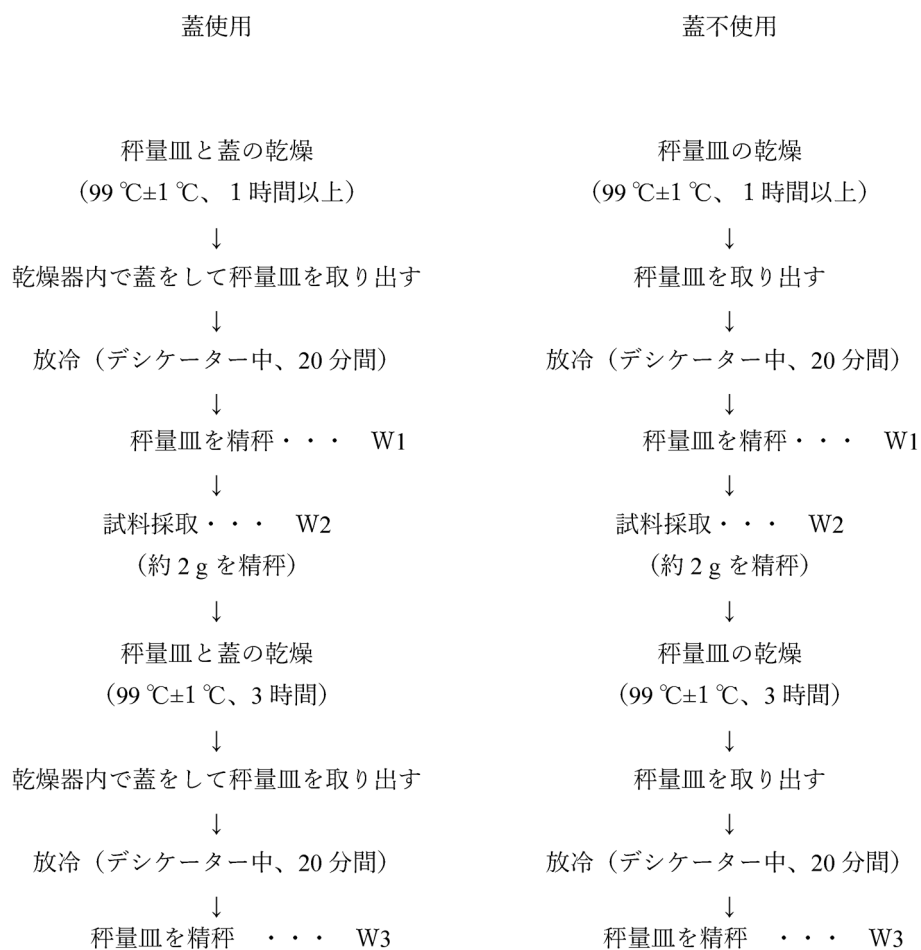 蓋使用
秤量皿と蓋の乾燥
（99 ℃±1 ℃、 1 時間以上）
↓
乾燥器内で蓋をして秤量皿を取り出す
↓
放冷（デシケーター中、20 分間）
↓
秤量皿を精秤・・・　W1
↓
試料採取・・・　W2
（約 2 g を精秤）
↓
秤量皿と蓋の乾燥
（99 ℃±1 ℃、3 時間）
↓
乾燥器内で蓋をして秤量皿を取り出す
↓
放冷（デシケーター中、20 分間）
↓
秤量皿を精秤　・・・　W3
蓋不使用
秤量皿の乾燥
（99 ℃±1 ℃、 1 時間以上）
↓
秤量皿を取り出す
↓
放冷（デシケーター中、20 分間）
↓
秤量皿を精秤・・・　W1
↓
試料採取・・・　W2
（約 2 g を精秤）
↓
秤量皿の乾燥
（99 ℃±1 ℃、3 時間）
↓
秤量皿を取り出す
↓
放冷（デシケーター中、20 分間）
↓
秤量皿を精秤　・・・　W3